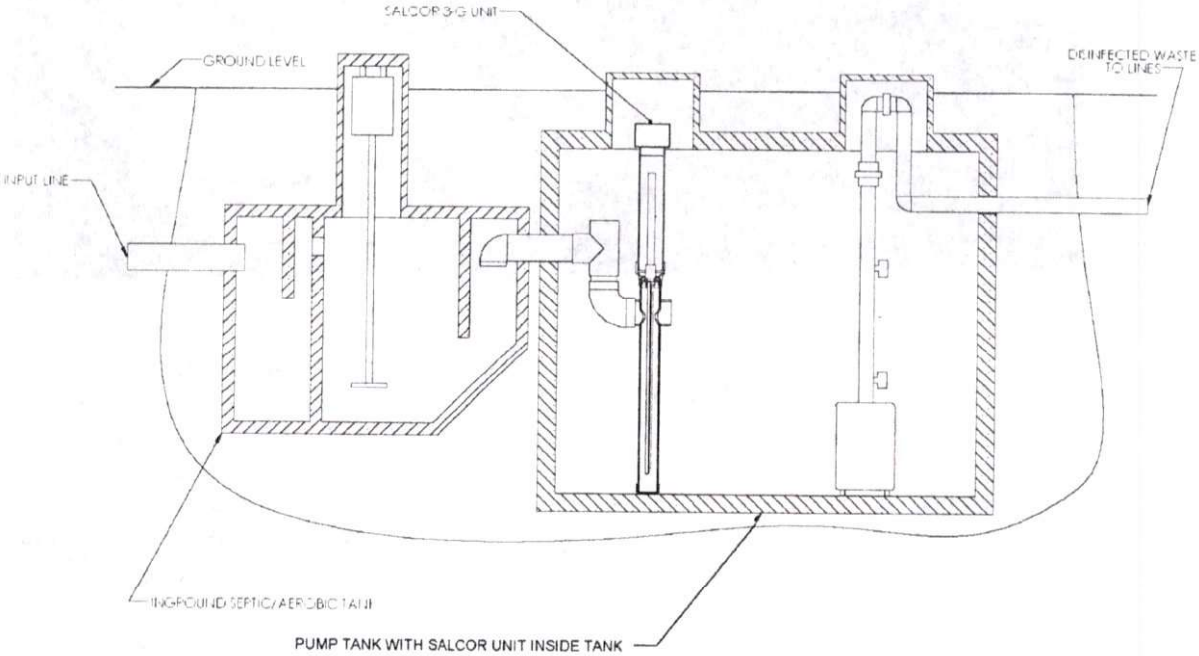 SALCOR 3-G UNIT
GROUND LEVEL
DISINFECTED WASTE
TO LINES
INPUT LINE
INGROUND SEPTIC/AEROBIC TANK
PUMP TANK WITH SALCOR UNIT INSIDE TANK